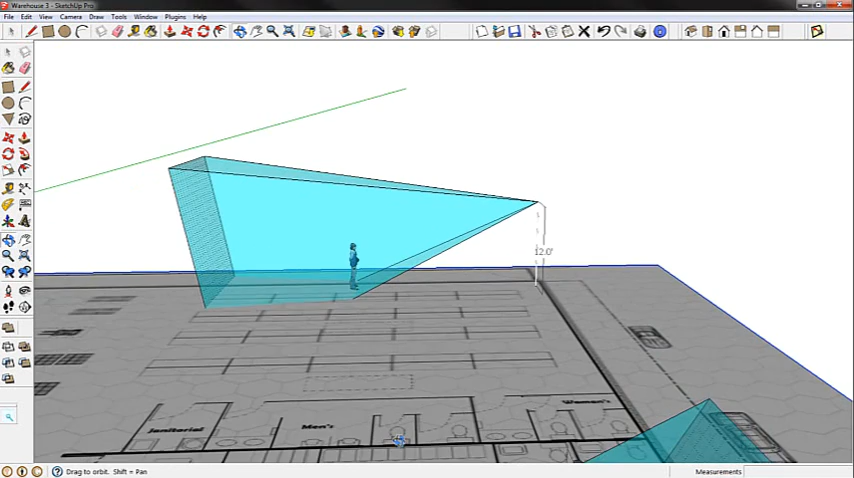 Warehouse 3 - SketchUp Pro
File Edit View Camera Draw Tools Window Plugins Help
12.0'
Janitorial
Men's
Women's
Drag to orbit. Shift = Pan
Measurements